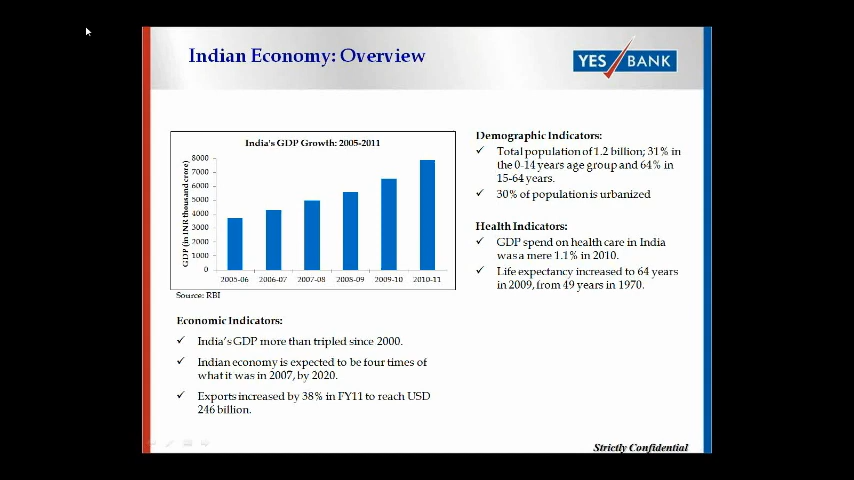 Indian Economy: Overview
YES BANK
India's GDP Growth: 2005-2011
GDP (in INR thousand crore)
8000
7000
6000
5000
4000
3000
2000
1000
0
2005-06 2006-07 2007-08 2008-09 2009-10 2010-11
Source: RBI
Economic Indicators:
✓ India's GDP more than tripled since 2000.
✓ Indian economy is expected to be four times of
what it was in 2007, by 2020.
✓ Exports increased by 38% in FY11 to reach USD
246 billion.
Demographic Indicators:
✓ Total population of 1.2 billion; 31% in
the 0-14 years age group and 64% in
15-64 years.
✓ 30% of population is urbanized
Health Indicators:
✓ GDP spend on health care in India
was a mere 1.1% in 2010.
✓ Life expectancy increased to 64 years
in 2009, from 49 years in 1970.
Strictly Confidential